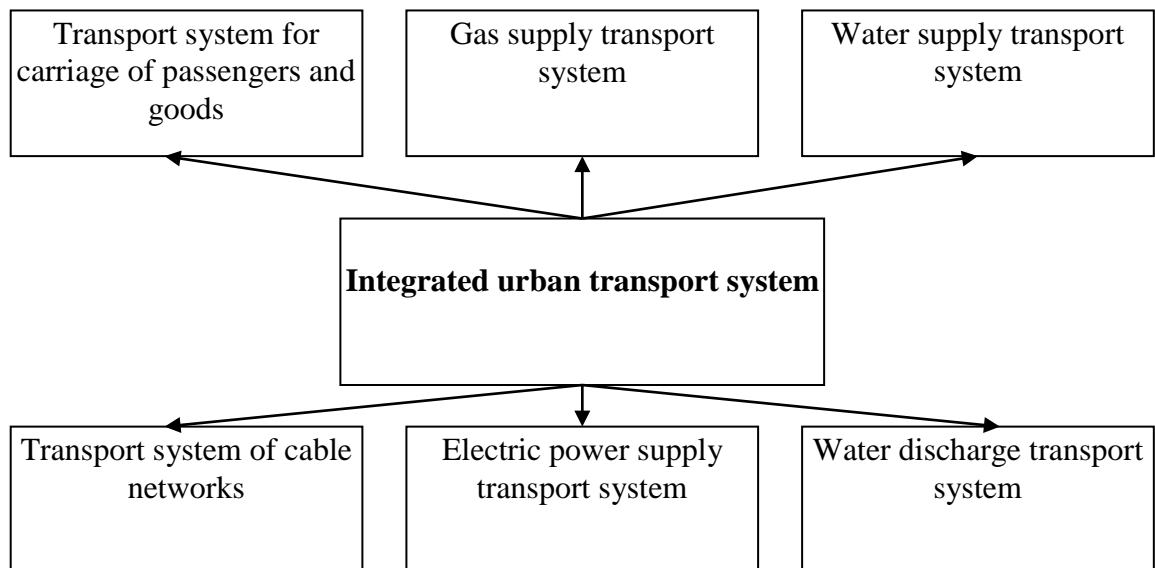 Transport system for
carriage of passengers and
goods
Gas supply transport
system
Water supply transport
system
Integrated urban transport system
Transport system of cable
networks
Electric power supply
transport system
Water discharge transport
system